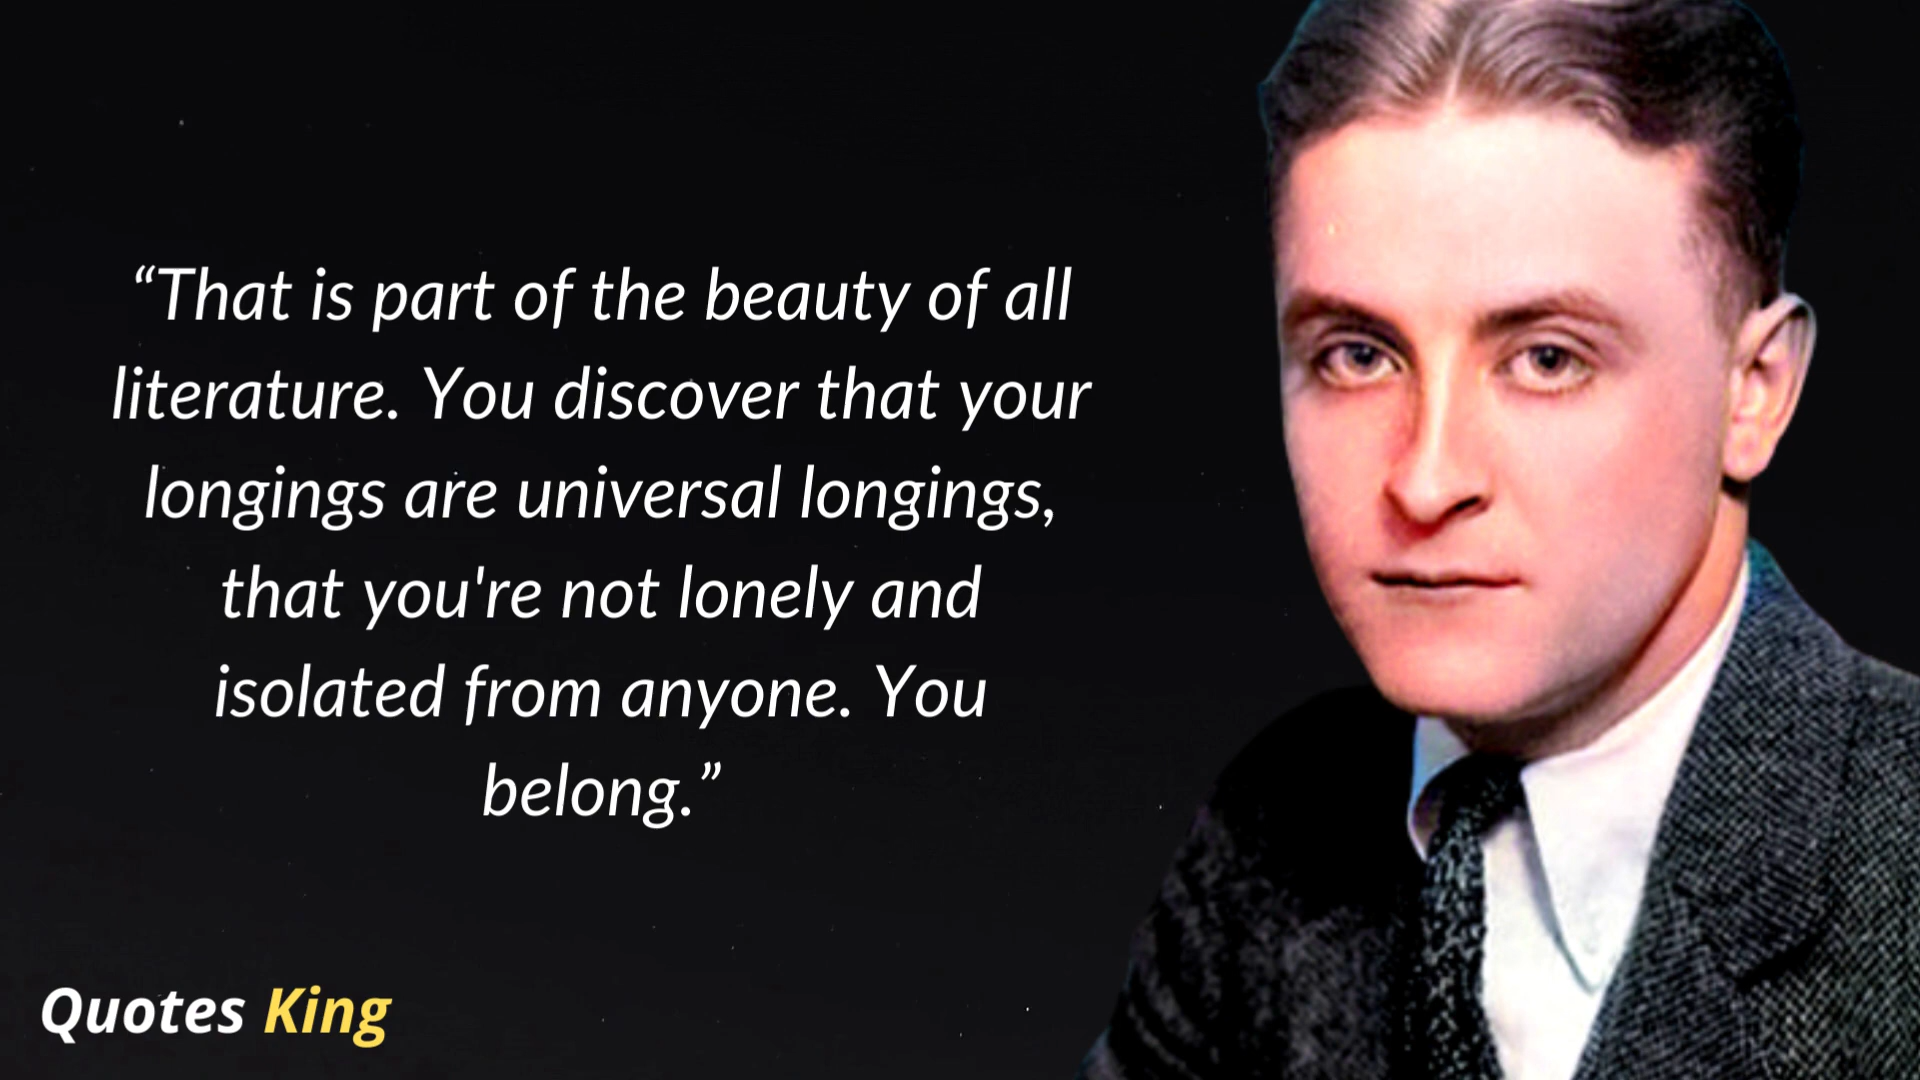 “That is part of the beauty of all
literature. You discover that your
longings are universal longings,
that you're not lonely and
isolated from anyone. You
belong.”
Quotes King